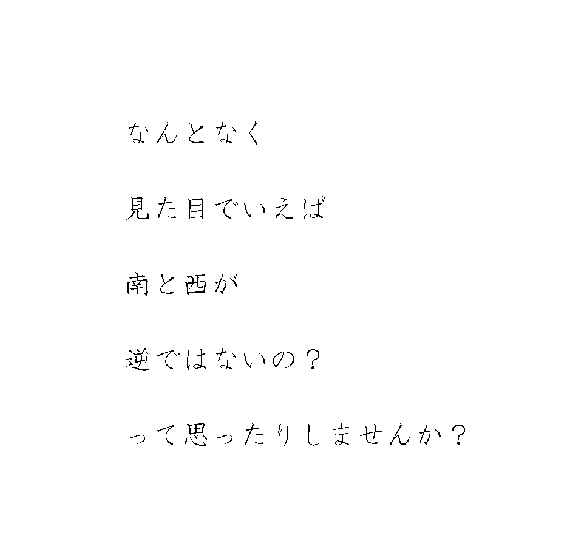 なんとなく
見た目でいえば
南と西が
逆ではないの？
って思ったりしませんか？